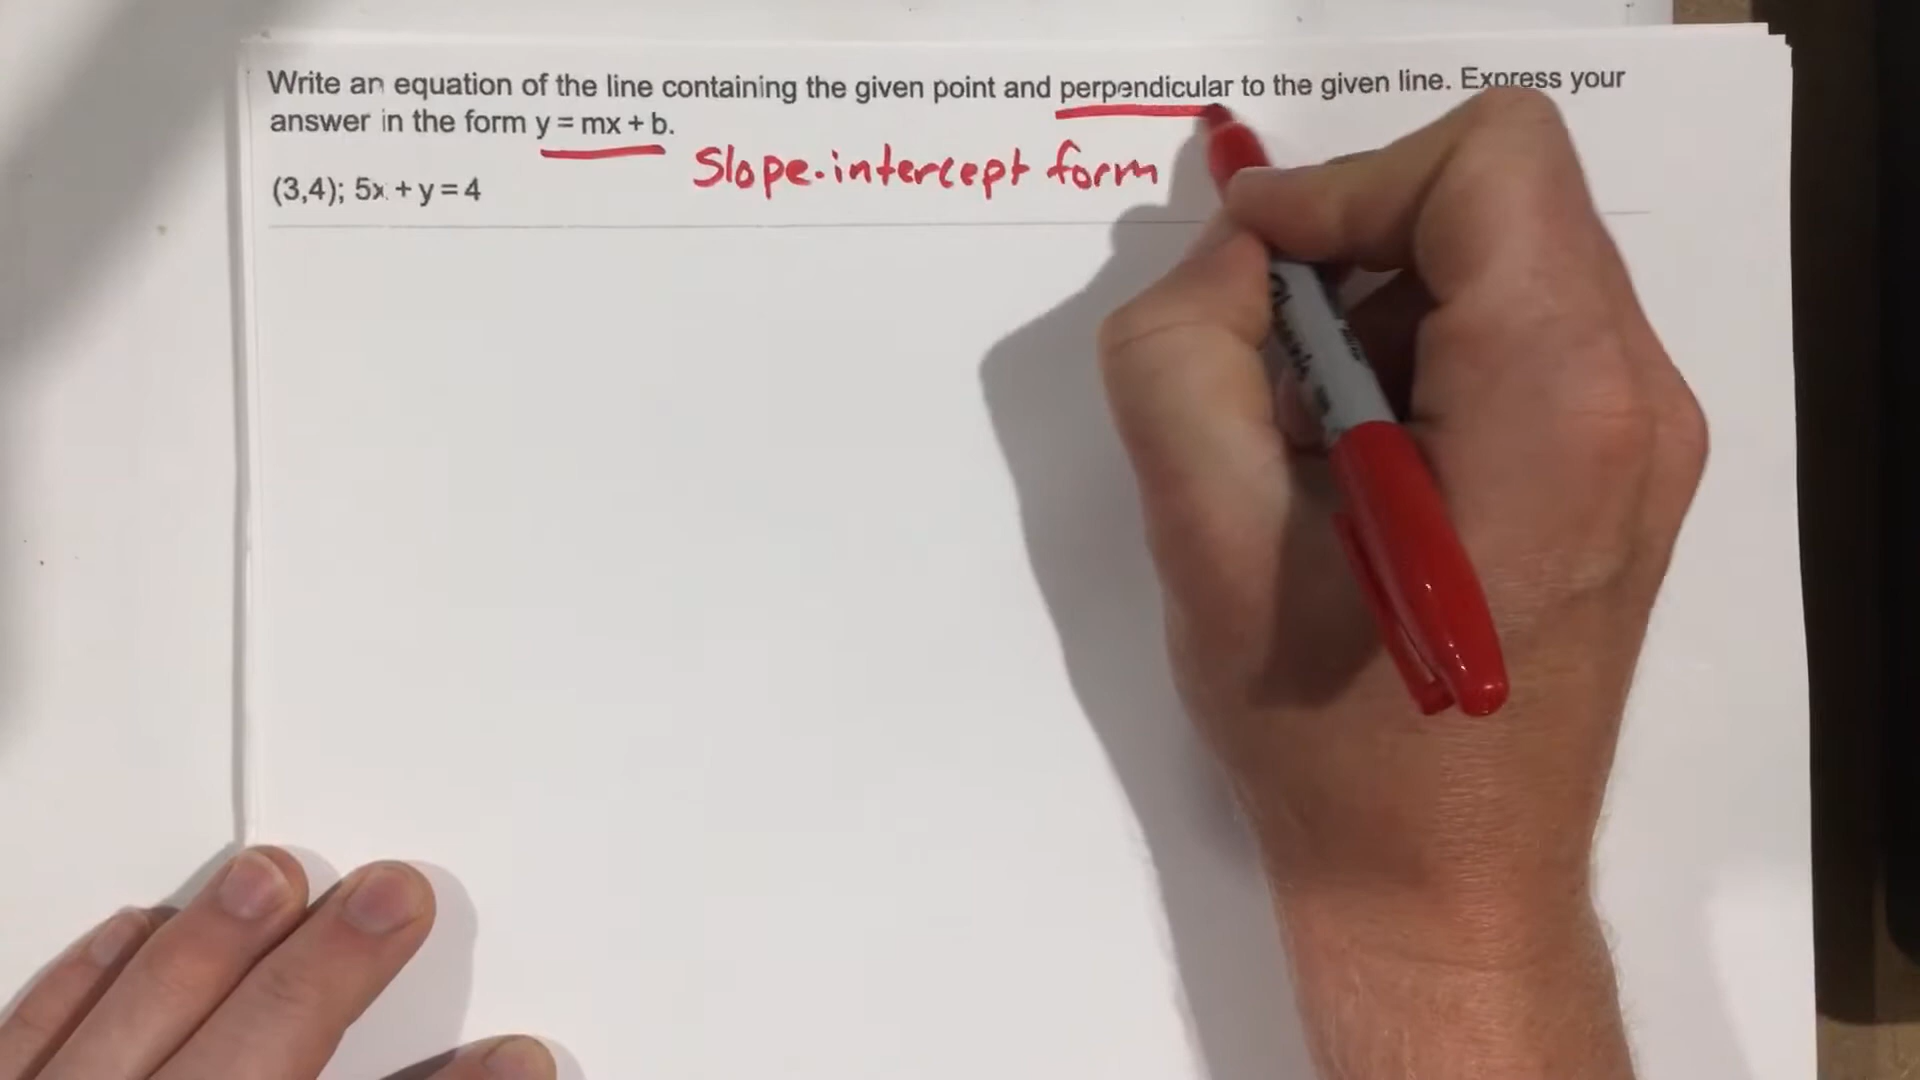 Write an equation of the line containing the given point and perpendicular to the given line. Express your
answer in the form y = mx + b.
Slope-intercept form
(3,4); 5x + y = 4